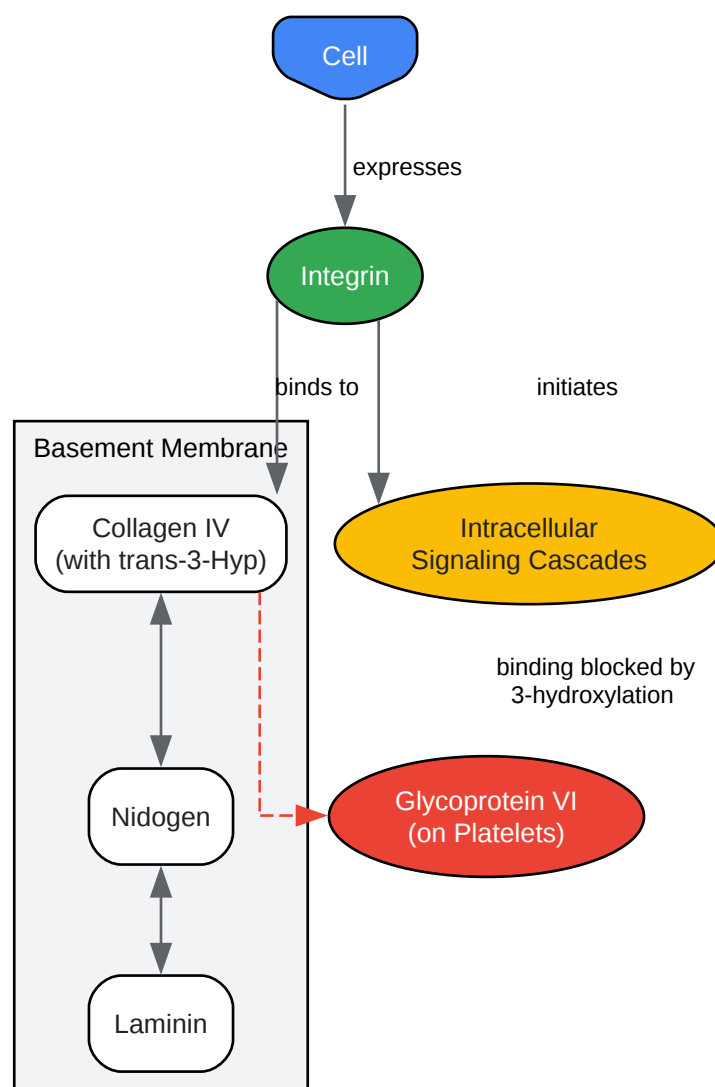 Cell
expresses
Integrin
binds to
initiates
Basement Membrane
Collagen IV
(with trans-3-Hyp)
Intracellular
Signaling Cascades
binding blocked by
3-hydroxylation
Nidogen
Glycoprotein VI
(on Platelets)
Laminin